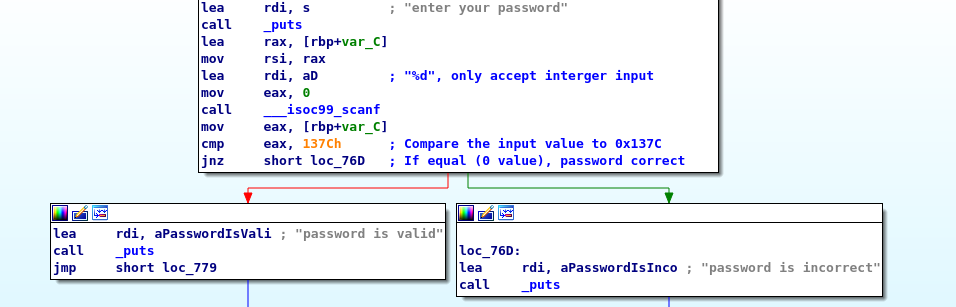 lea rdi, s ; "enter your password"
call _puts
lea rax, [rbp+var_C]
mov rsi, rax
lea rdi, aD ; "%d", only accept interger input
mov eax, 0
call ___isoc99_scanf
mov eax, [rbp+var_C]
cmp eax, 137Ch ; Compare the input value to 0x137C
jnz short loc_76D ; If equal (0 value), password correct
lea rdi, aPasswordIsVali ; "password is valid"
call _puts
jmp short loc_779
loc_76D:
lea rdi, aPasswordIsInco ; "password is incorrect"
call _puts